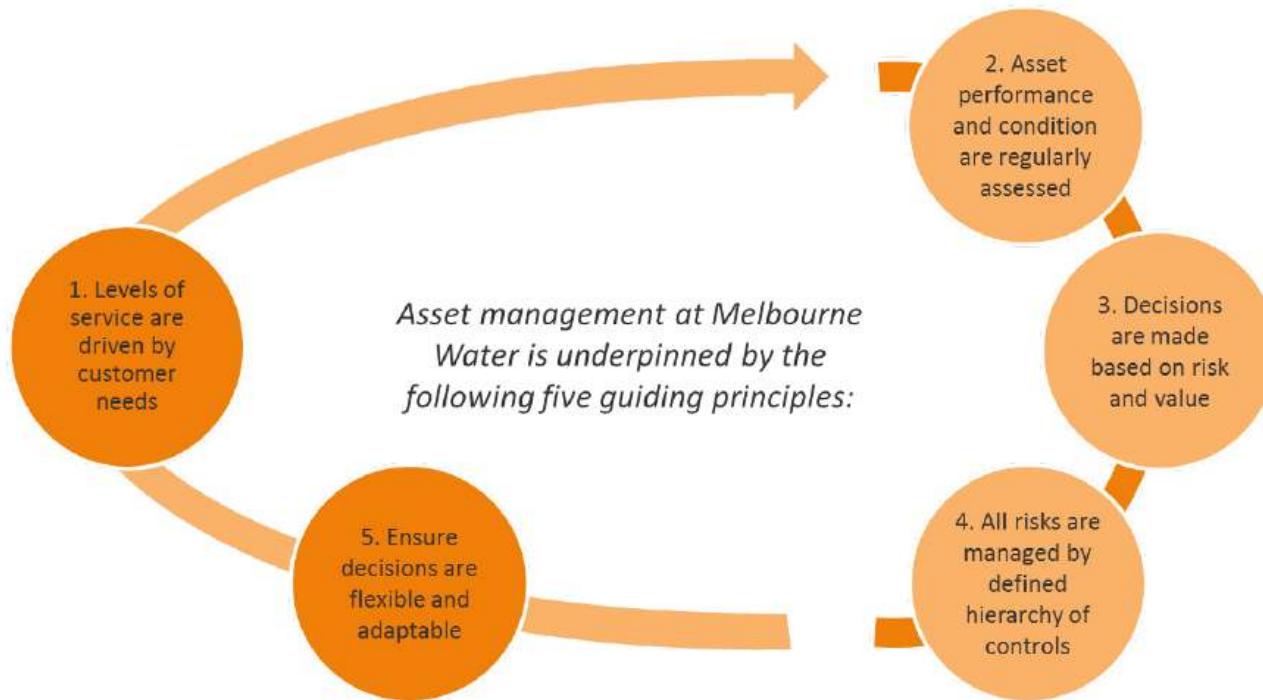 Asset management at Melbourne
Water is underpinned by the
following five guiding principles:
1. Levels of
service are
driven by
customer
needs
2. Asset
performance
and condition
are regularly
assessed
3. Decisions
are made
based on risk
and value
4. All risks are
managed by
defined
hierarchy of
controls
5. Ensure
decisions are
flexible and
adaptable